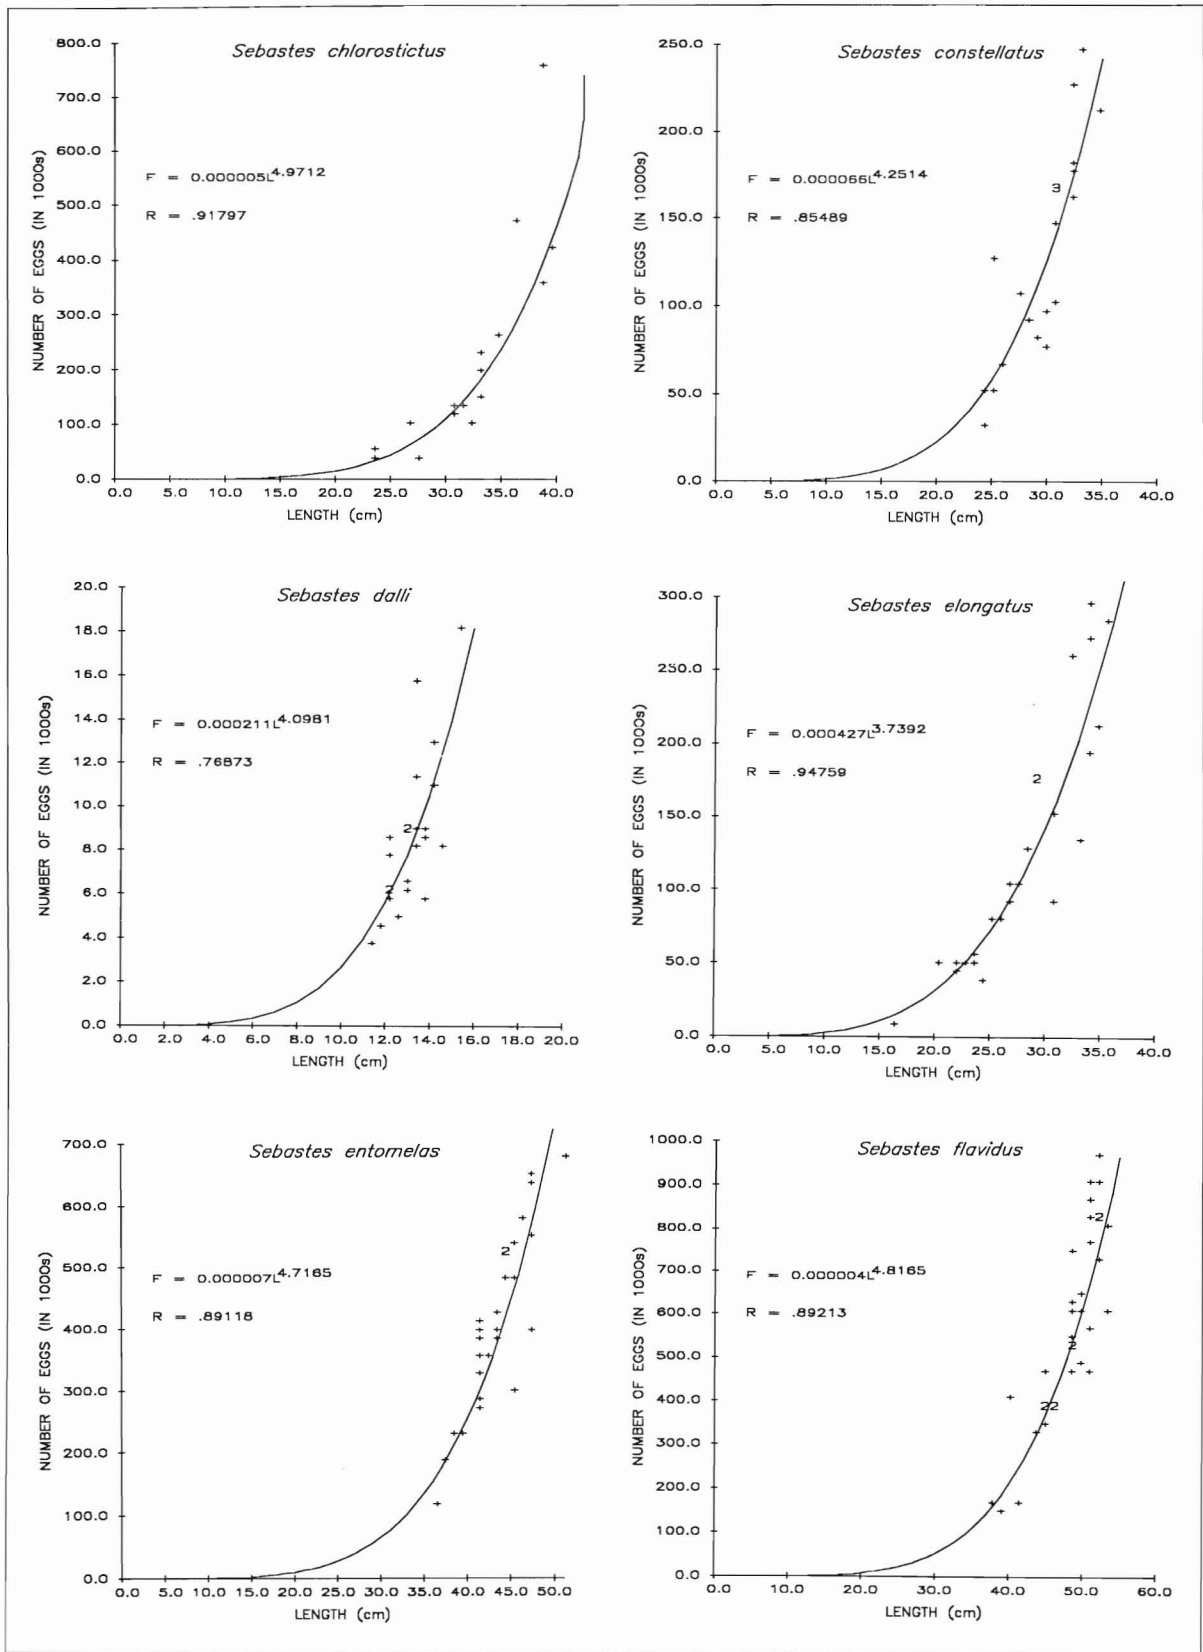 Sebastes chlorostictus
800.0
700.0
600.0
500.0
400.0
300.0
200.0
100.0
0.0
NUMBER OF EGGS (IN 1000s)
F = 0.000005L4.9712
R = .91797
0.0 5.0 10.0 15.0 20.0 25.0 30.0 35.0 40.0
LENGTH (cm)
Sebastes constellatus
250.0
200.0
150.0
100.0
50.0
0.0
NUMBER OF EGGS (IN 1000s)
F = 0.000066L4.2514
R = .85489
3
0.0 5.0 10.0 15.0 20.0 25.0 30.0 35.0 40.0
LENGTH (cm)
Sebastes dalli
20.0
18.0
16.0
14.0
12.0
10.0
8.0
6.0
4.0
2.0
0.0
NUMBER OF EGGS (IN 1000s)
F = 0.000211L4.0981
R = .76873
2
2
0.0 2.0 4.0 6.0 8.0 10.0 12.0 14.0 16.0 18.0 20.0
LENGTH (cm)
Sebastes elongatus
300.0
250.0
200.0
150.0
100.0
50.0
0.0
NUMBER OF EGGS (IN 1000s)
F = 0.000427L3.7392
R = .94759
2
0.0 5.0 10.0 15.0 20.0 25.0 30.0 35.0 40.0
LENGTH (cm)
Sebastes entomelas
700.0
600.0
500.0
400.0
300.0
200.0
100.0
0.0
NUMBER OF EGGS (IN 1000s)
F = 0.000007L4.7165
R = .89118
2
0.0 5.0 10.0 15.0 20.0 25.0 30.0 35.0 40.0 45.0 50.0
LENGTH (cm)
Sebastes flavidus
1000.0
900.0
800.0
700.0
600.0
500.0
400.0
300.0
200.0
100.0
0.0
NUMBER OF EGGS (IN 1000s)
F = 0.000004L4.8165
R = .89213
2
2
22
0.0 10.0 20.0 30.0 40.0 50.0 60.0
LENGTH (cm)